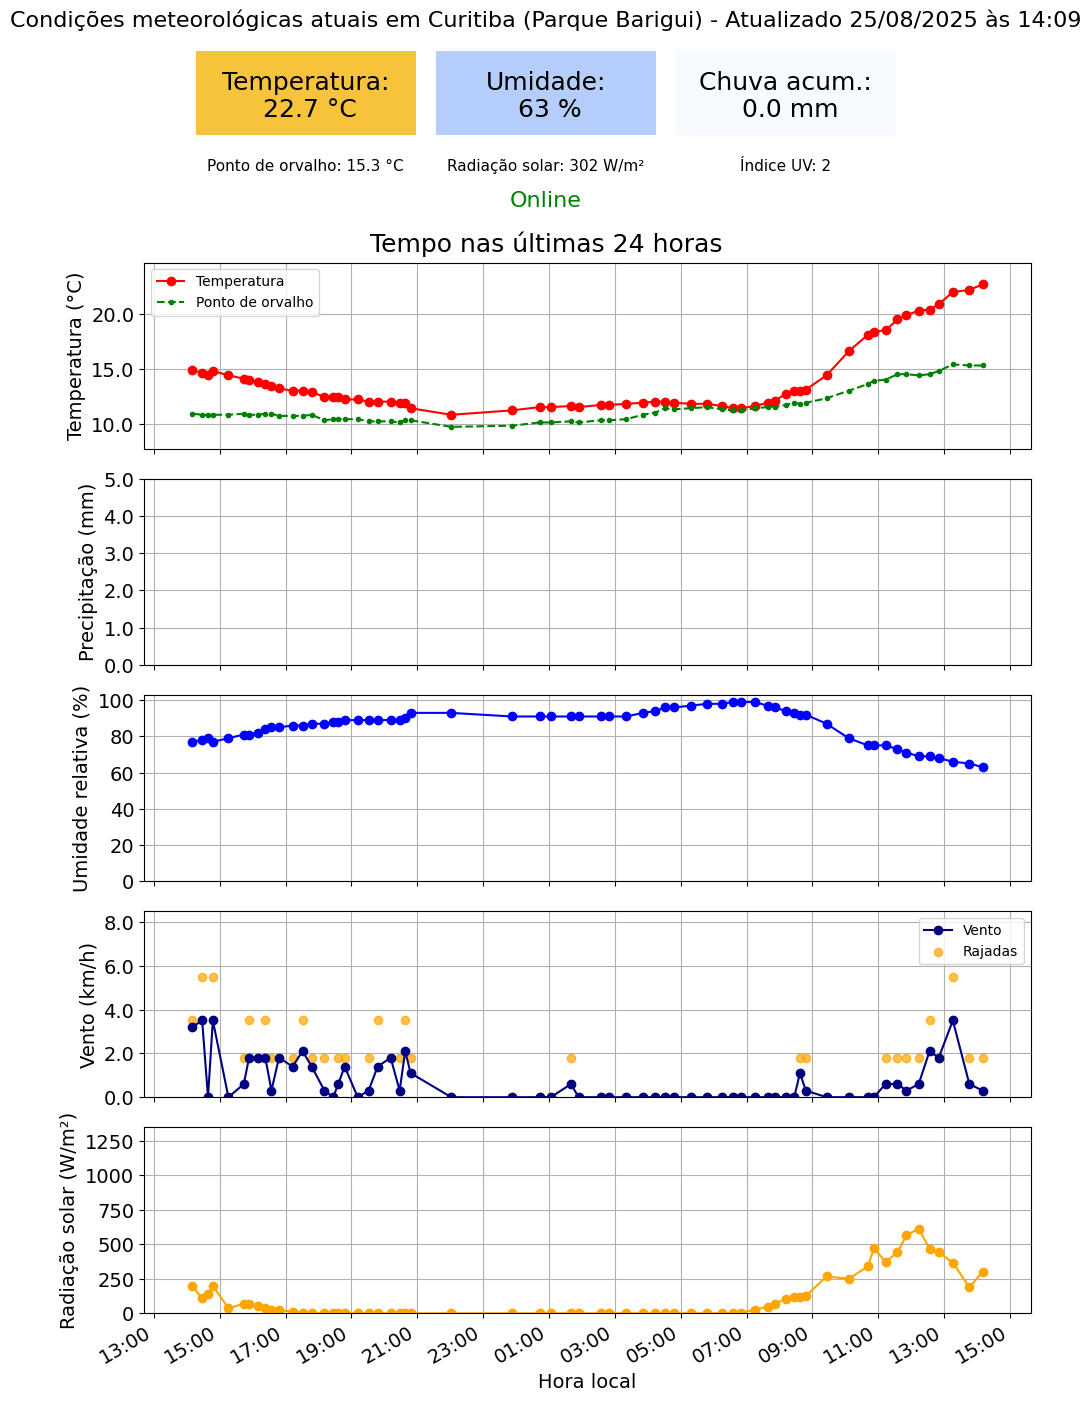 Condições meteorológicas atuais em Curitiba (Parque Barigui) - Atualizado 25/08/2025 às 14:09
Temperatura:
22.7 °C
Umidade:
63 %
Chuva acum.:
0.0 mm
Ponto de orvalho: 15.3 °C
Radiação solar: 302 W/m²
Índice UV: 2
Online
Tempo nas últimas 24 horas
Temperatura (°C)
20.0
15.0
10.0
Temperatura
Ponto de orvalho
Precipitação (mm)
5.0
4.0
3.0
2.0
1.0
0.0
Umidade relativa (%)
100
80
60
40
20
0
Vento (km/h)
8.0
6.0
4.0
2.0
0.0
Vento
Rajadas
Radiação solar (W/m²)
1250
1000
750
500
250
0
13:00
15:00
17:00
19:00
21:00
23:00
01:00
03:00
05:00
07:00
09:00
11:00
13:00
15:00
Hora local